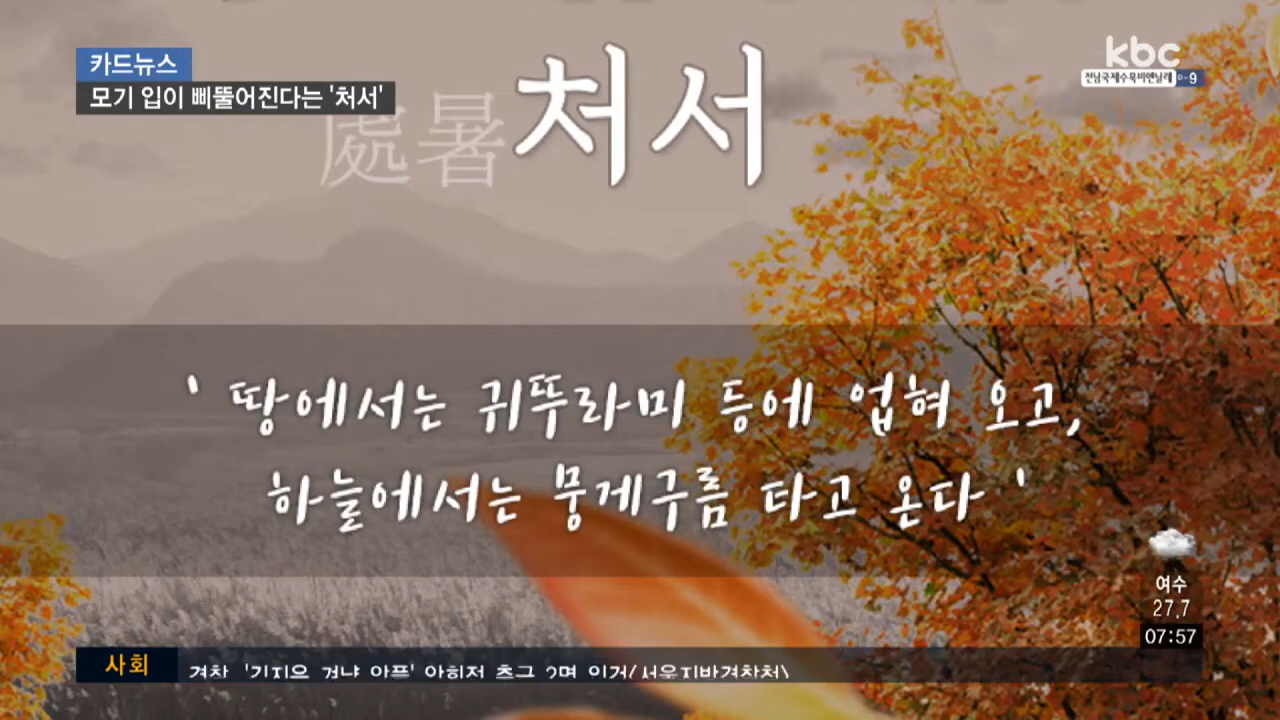 카드뉴스
모기 입이 삐뚤어진다는 '처서'
kbc
전남국제수묵비엔날레 D-9
處暑 처서
' 땅에서는 귀뚜라미 등에 업혀 오고,
하늘에서는 뭉게구름 타고 온다 '
여수
27.7
07:57
사회